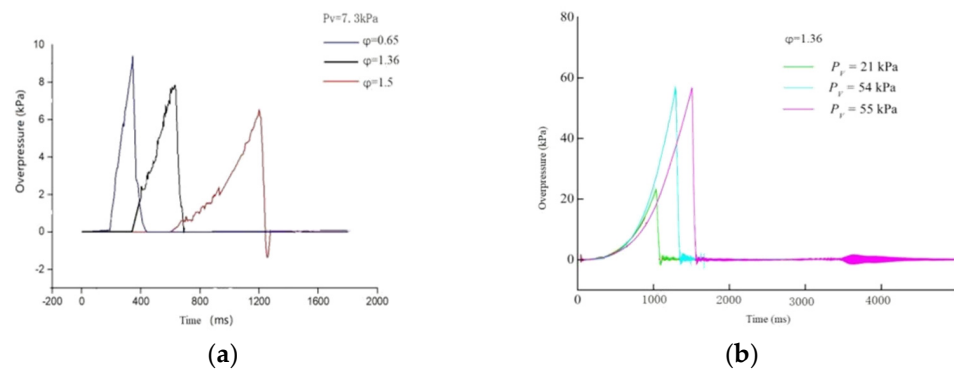 Pv=7.3kPa
φ=0.65
φ=1.36
φ=1.5
Overpressure (kPa)
10
8
6
4
2
0
-2
-200 0 400 800 1200 1600 2000
Time (ms)
(a)
φ=1.36
P_V = 21 kPa
P_V = 54 kPa
P_V = 55 kPa
Overpressure (kPa)
80
60
40
20
0
0 1000 2000 3000 4000
Time (ms)
(b)